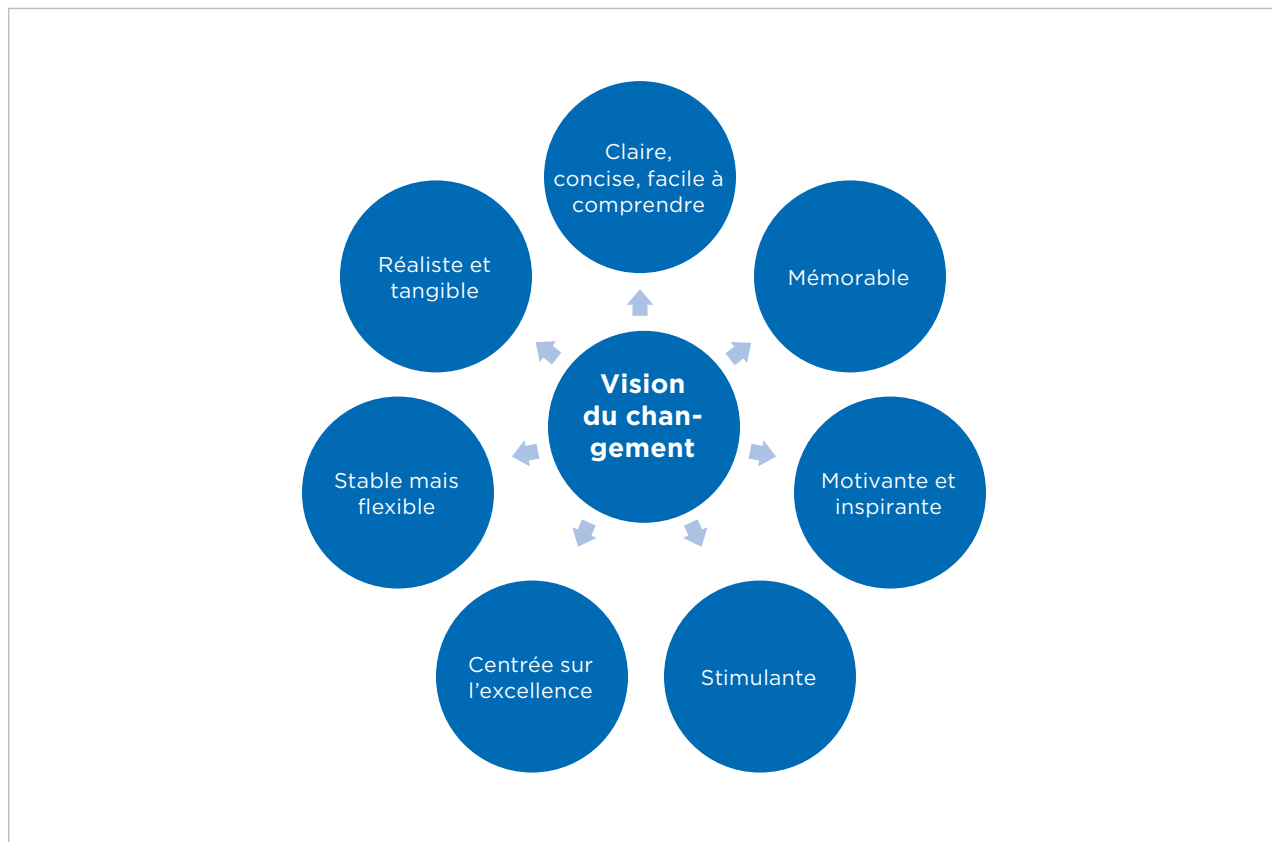 Claire,
concise, facile à
comprendre
Mémorable
Motivante et
inspirante
Stimulante
Centrée sur
l’excellence
Stable mais
flexible
Réaliste et
tangible
Vision
du chan-
gement